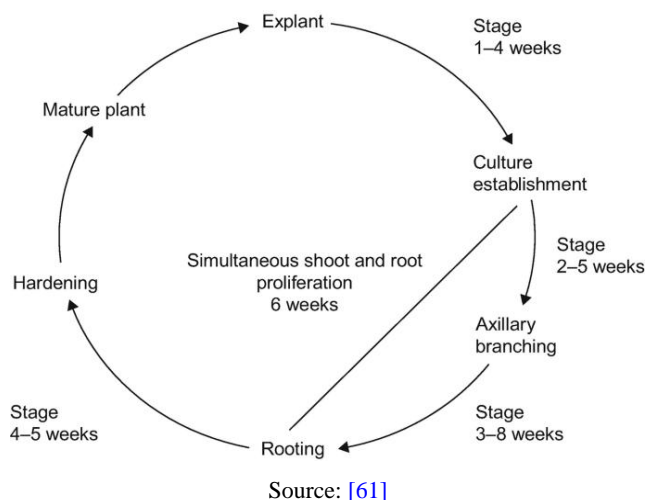 Explant
Stage
1–4 weeks
Mature plant
Culture
establishment
Stage
2–5 weeks
Simultaneous shoot and root
proliferation
6 weeks
Hardening
Axillary
branching
Stage
4–5 weeks
Stage
3–8 weeks
Rooting
Source: [61]